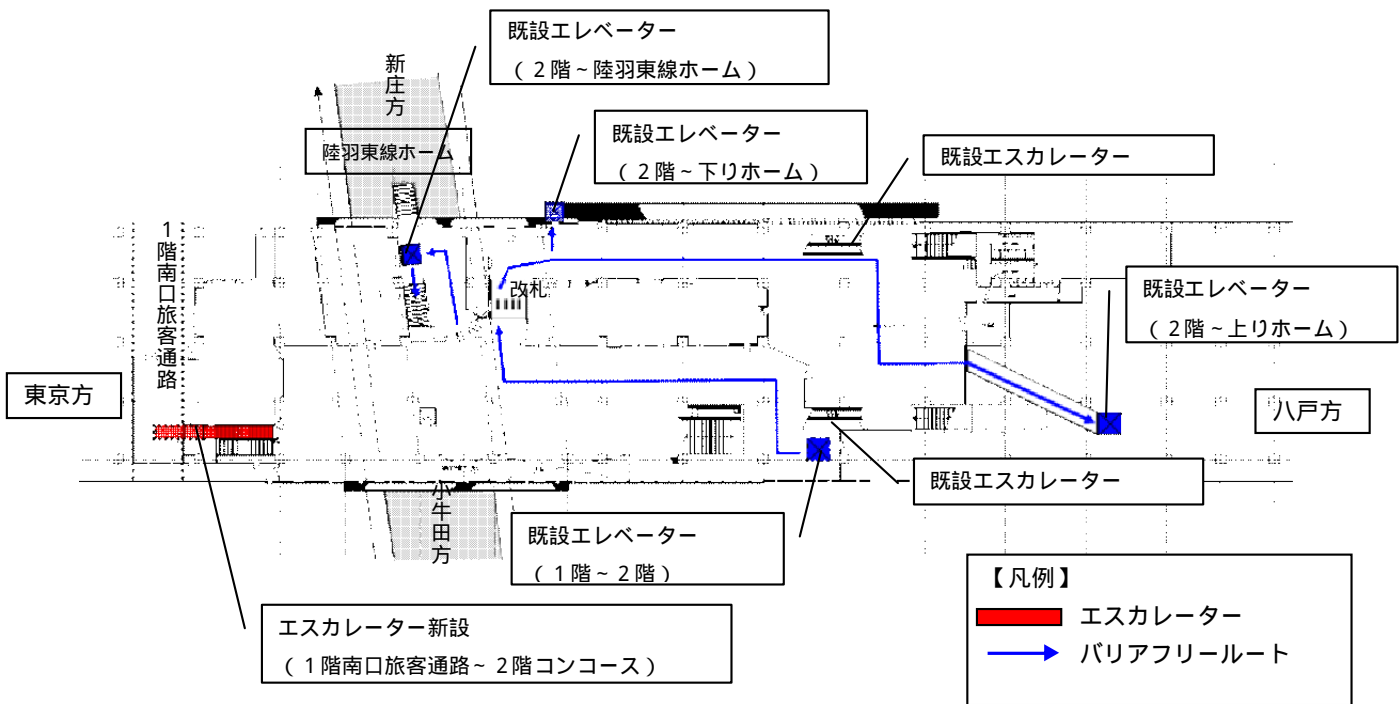 既設エレベーター
（２階～陸羽東線ホーム）
新庄方
陸羽東線ホーム
既設エレベーター
（２階～下りホーム）
既設エスカレーター
１階南口旅客通路
改札
既設エレベーター
（２階～上りホーム）
東京方
八戸方
既設エスカレーター
小牛田方
既設エレベーター
（１階～２階）
エスカレーター新設
（１階南口旅客通路～２階コンコース）
【凡例】
エスカレーター
バリアフリールート